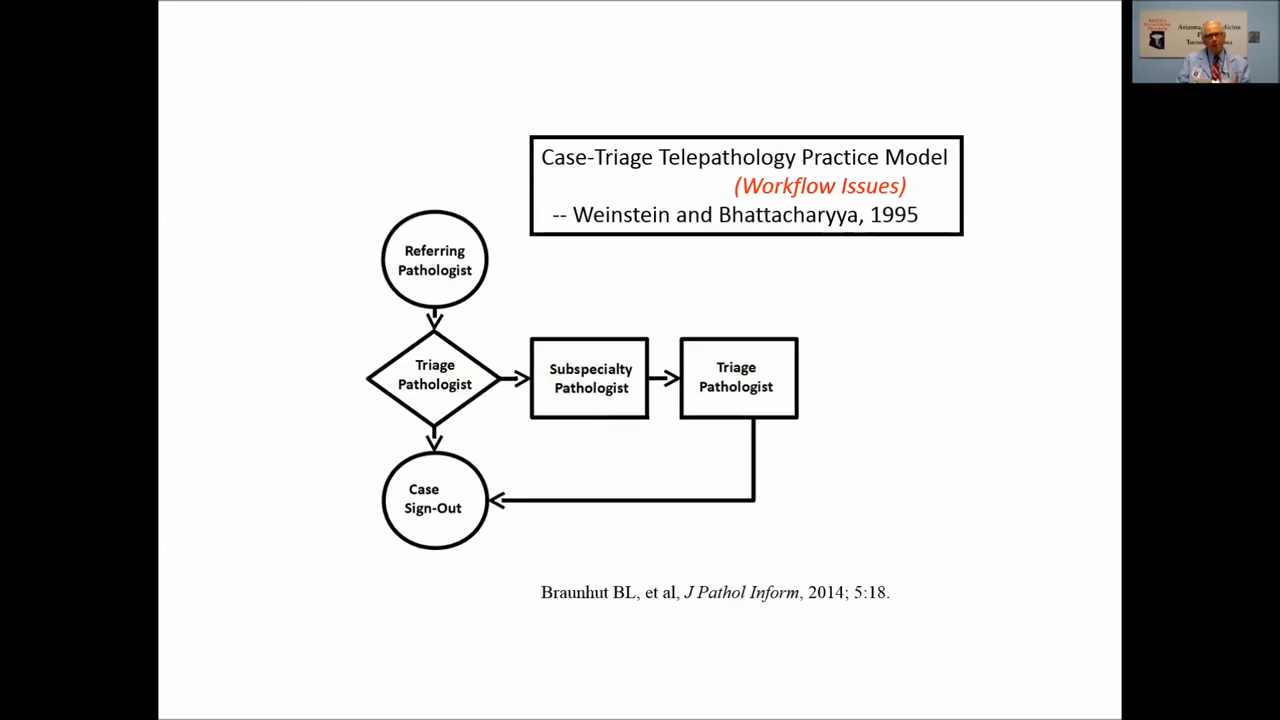 Case-Triage Telepathology Practice Model
(Workflow Issues)
-- Weinstein and Bhattacharyya, 1995
Referring
Pathologist
Triage
Pathologist
Subspecialty
Pathologist
Triage
Pathologist
Case
Sign-Out
Braunhut BL, et al, J Pathol Inform, 2014; 5:18.